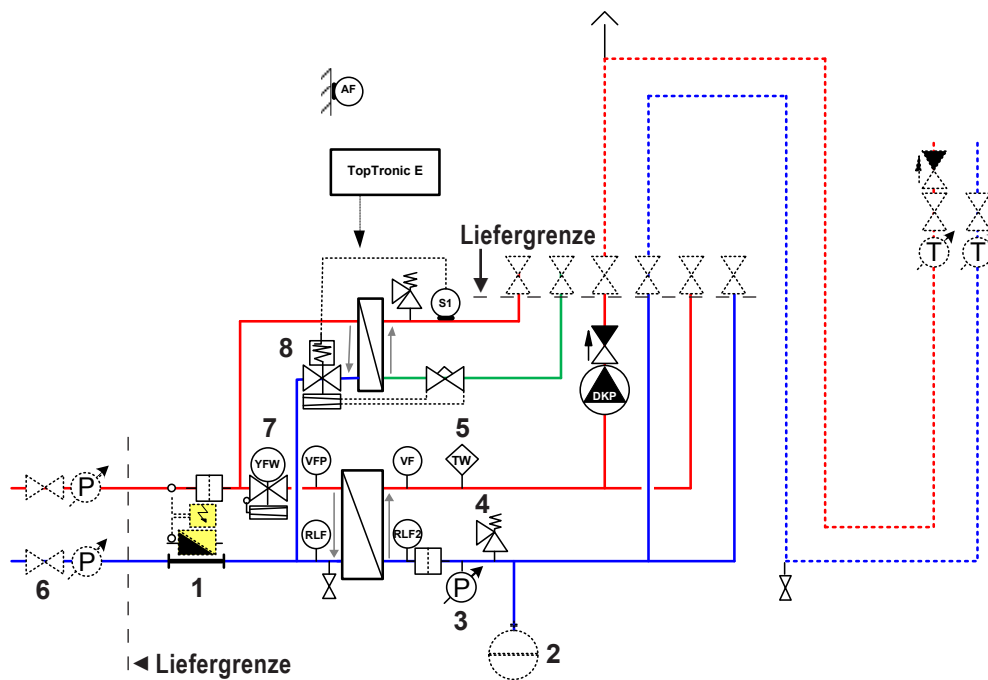 AF
TopTronic E
Liefergrenze
S1
8
DKP
T
T
7
5
YFW
VFP
VF
TW
4
P
RLF
RLF2
P
6
1
P
3
2
Liefergrenze